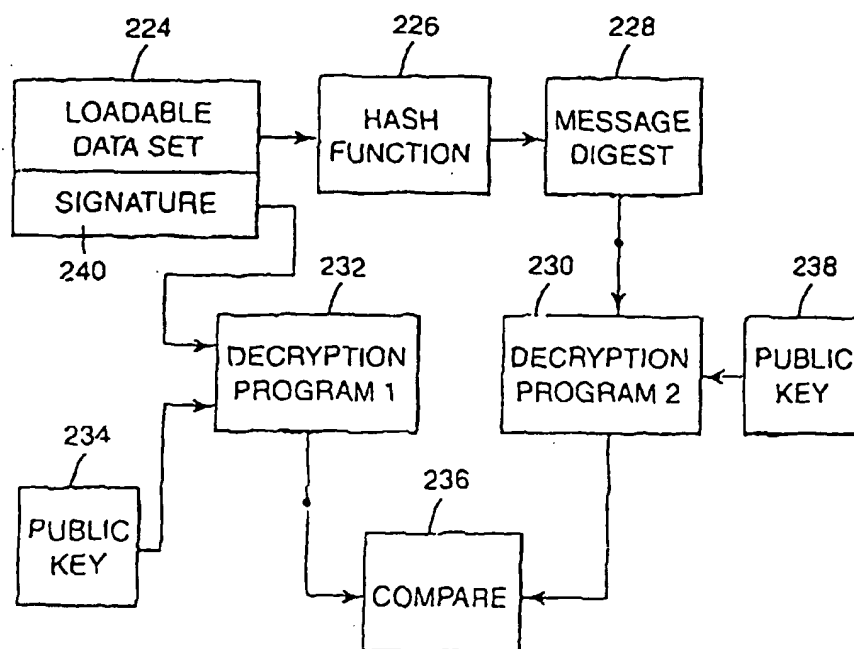 224
226
228
LOADABLE
DATA SET
HASH
FUNCTION
MESSAGE
DIGEST
SIGNATURE
240
232
230
238
DECRYPTION
PROGRAM 1
DECRYPTION
PROGRAM 2
PUBLIC
KEY
234
236
PUBLIC
KEY
COMPARE